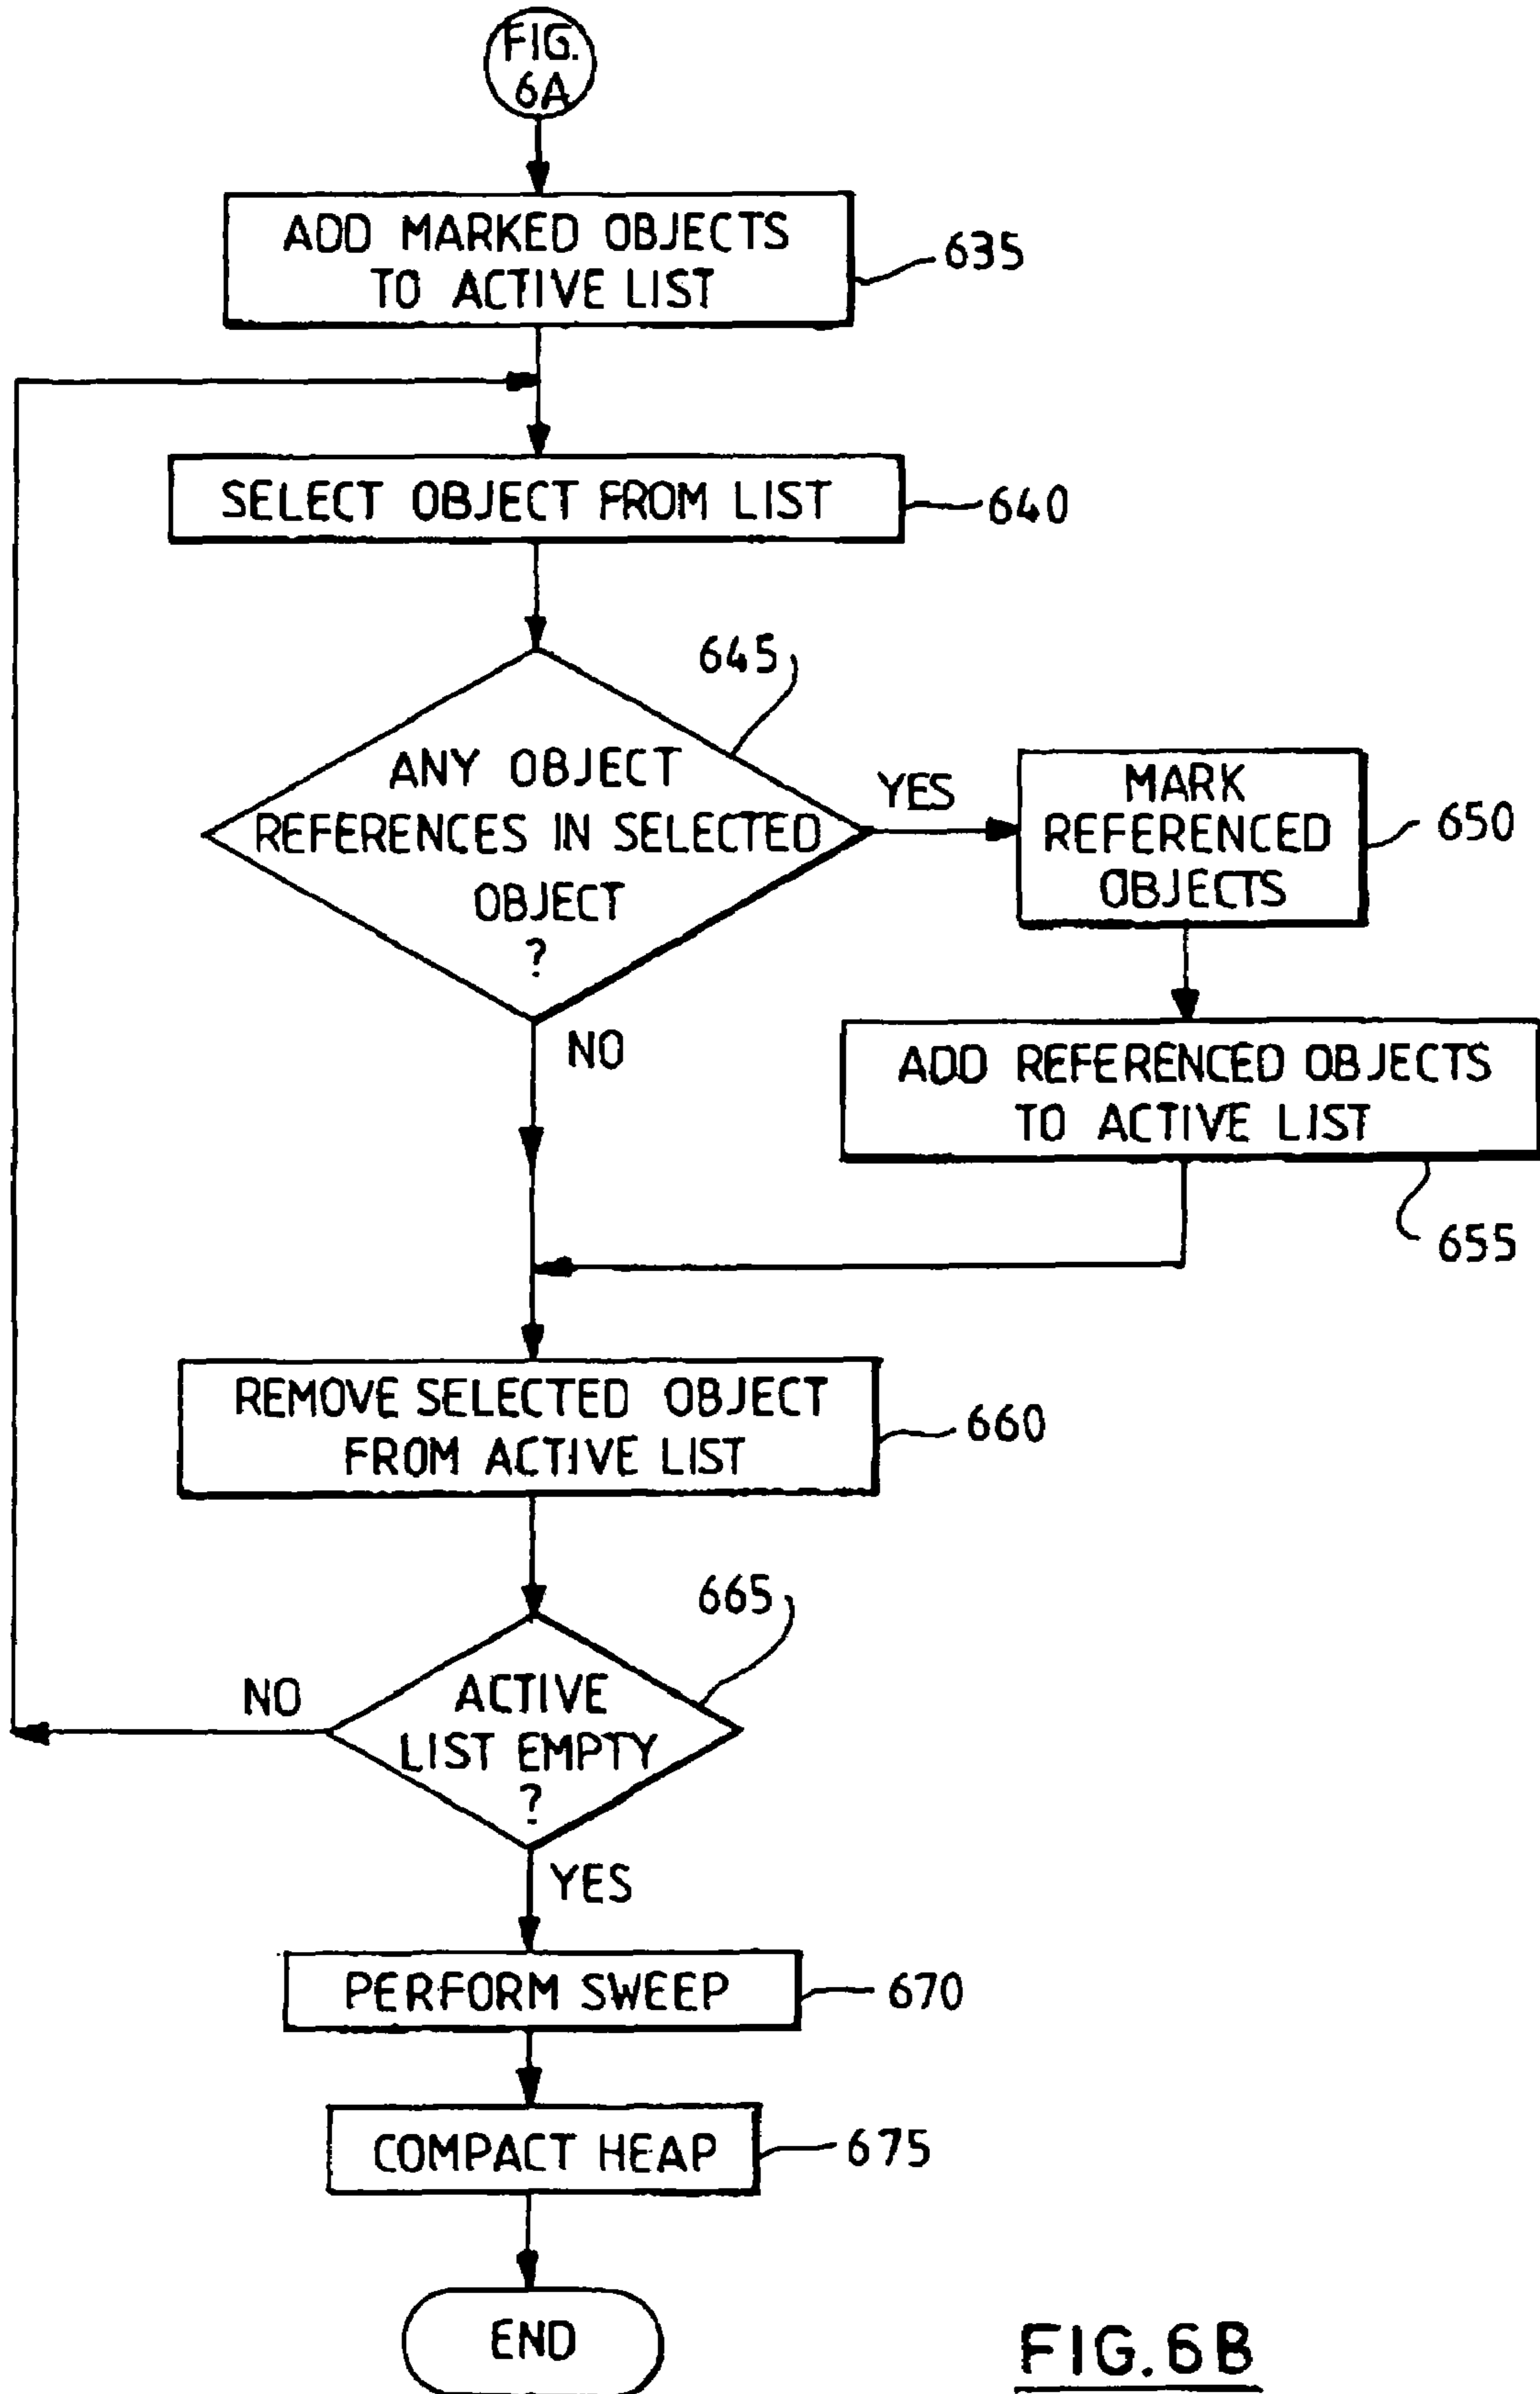 FIG.
6A
ADD MARKED OBJECTS
TO ACTIVE LIST
635
SELECT OBJECT FROM LIST
640
645
ANY OBJECT
REFERENCES IN SELECTED
OBJECT
?
YES
MARK
REFERENCED
OBJECTS
650
NO
ADD REFERENCED OBJECTS
TO ACTIVE LIST
655
REMOVE SELECTED OBJECT
FROM ACTIVE LIST
660
665
NO
ACTIVE
LIST EMPTY
?
YES
PERFORM SWEEP
670
COMPACT HEAP
675
END
FIG. 6B